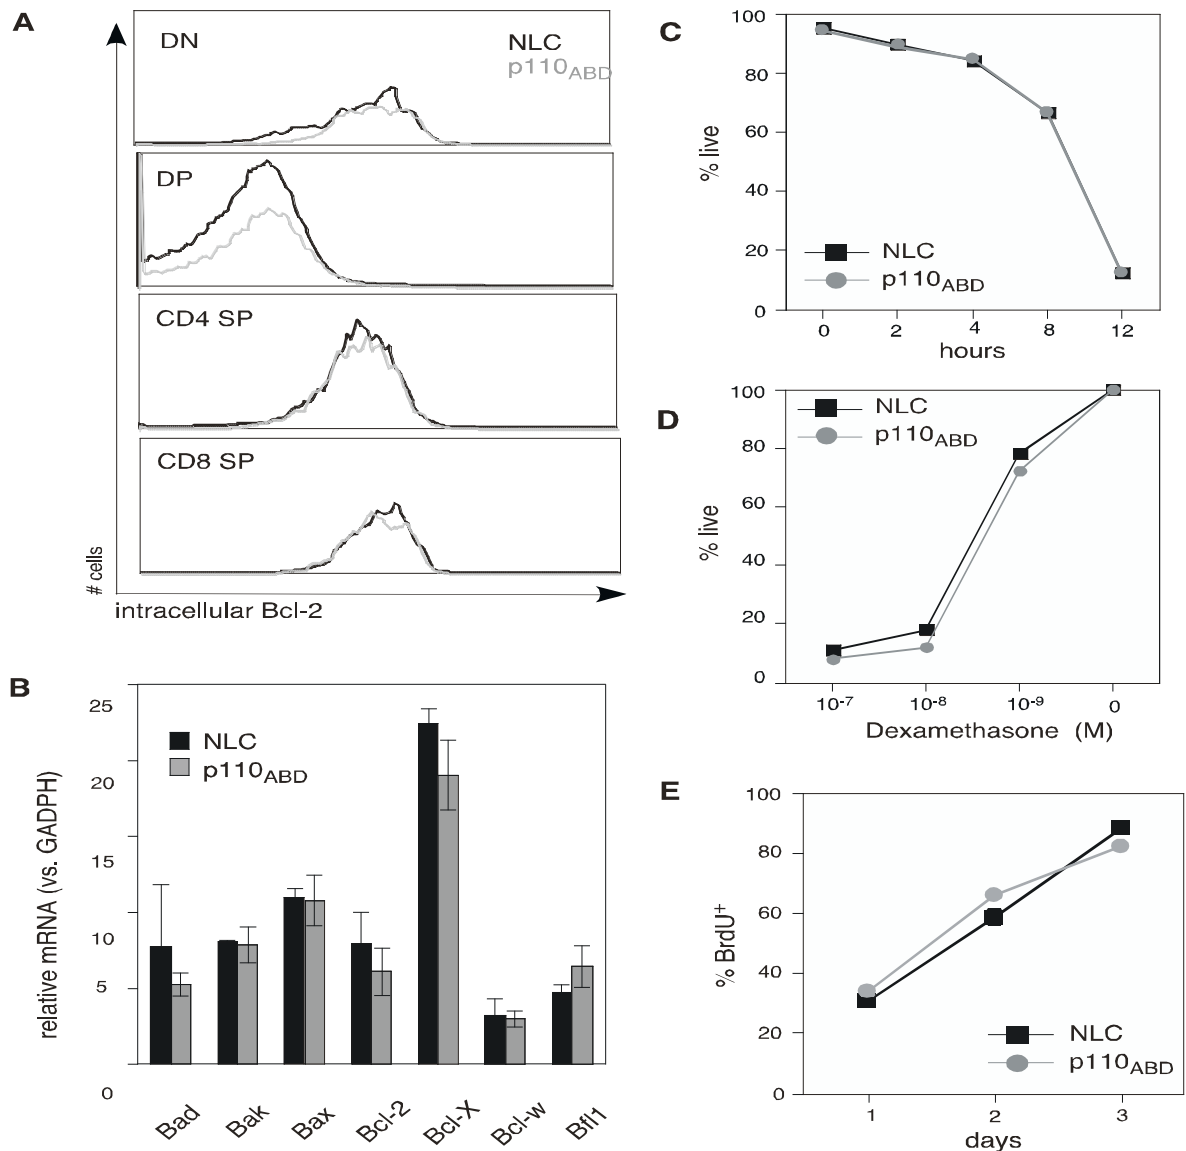 A
DN
NLC
p110ABD
DP
CD4 SP
CD8 SP
# cells
intracellular Bcl-2
B
25
20
15
10
5
0
relative mRNA (vs. GADPH)
NLC
p110ABD
Bad
Bak
Bax
Bcl-2
Bcl-X
Bcl-w
Bfl1
C
100
80
60
40
20
0
% live
NLC
p110ABD
0 2 4 8 12
hours
D
100
80
60
40
20
0
% live
NLC
p110ABD
10-7 10-8 10-9 0
Dexamethasone (M)
E
100
80
60
40
20
0
% BrdU+
NLC
p110ABD
1 2 3
days